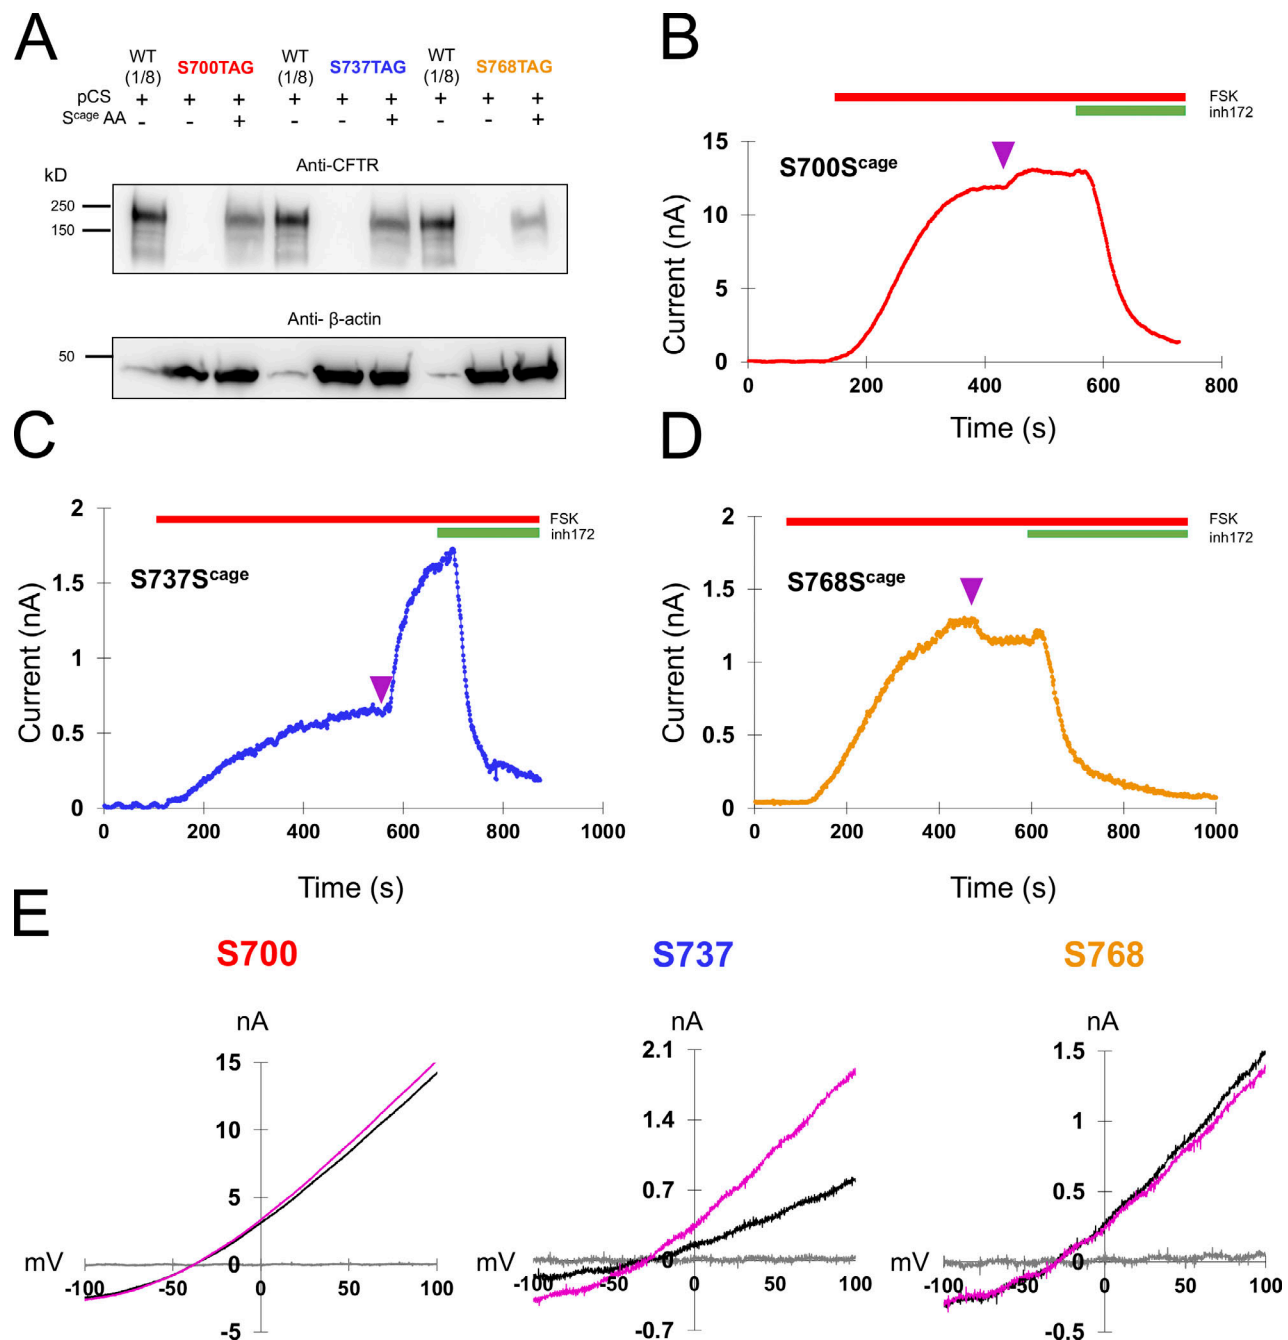 A
WT (1/8) S700TAG WT (1/8) S737TAG WT (1/8) S768TAG
pCS + + + + + + + + +
Scage AA - - + - - + - - +
Anti-CFTR
kD
250
150
Anti- β-actin
50
B
FSK
inh172
S700Scage
15
10
5
0
Current (nA)
0 200 400 600 800
Time (s)
C
FSK
inh172
S737Scage
2
1.5
1
0.5
0
Current (nA)
0 200 400 600 800 1000
Time (s)
D
FSK
inh172
S768Scage
2
1.5
1
0.5
0
Current (nA)
0 200 400 600 800 1000
Time (s)
E
S700
nA
15
10
5
0
-5
mV
-100 -50 0 50 100
S737
nA
2.1
1.4
0.7
0
-0.7
mV
-100 -50 0 50 100
S768
nA
1.5
1
0.5
0
-0.5
mV
-100 -50 0 50 100